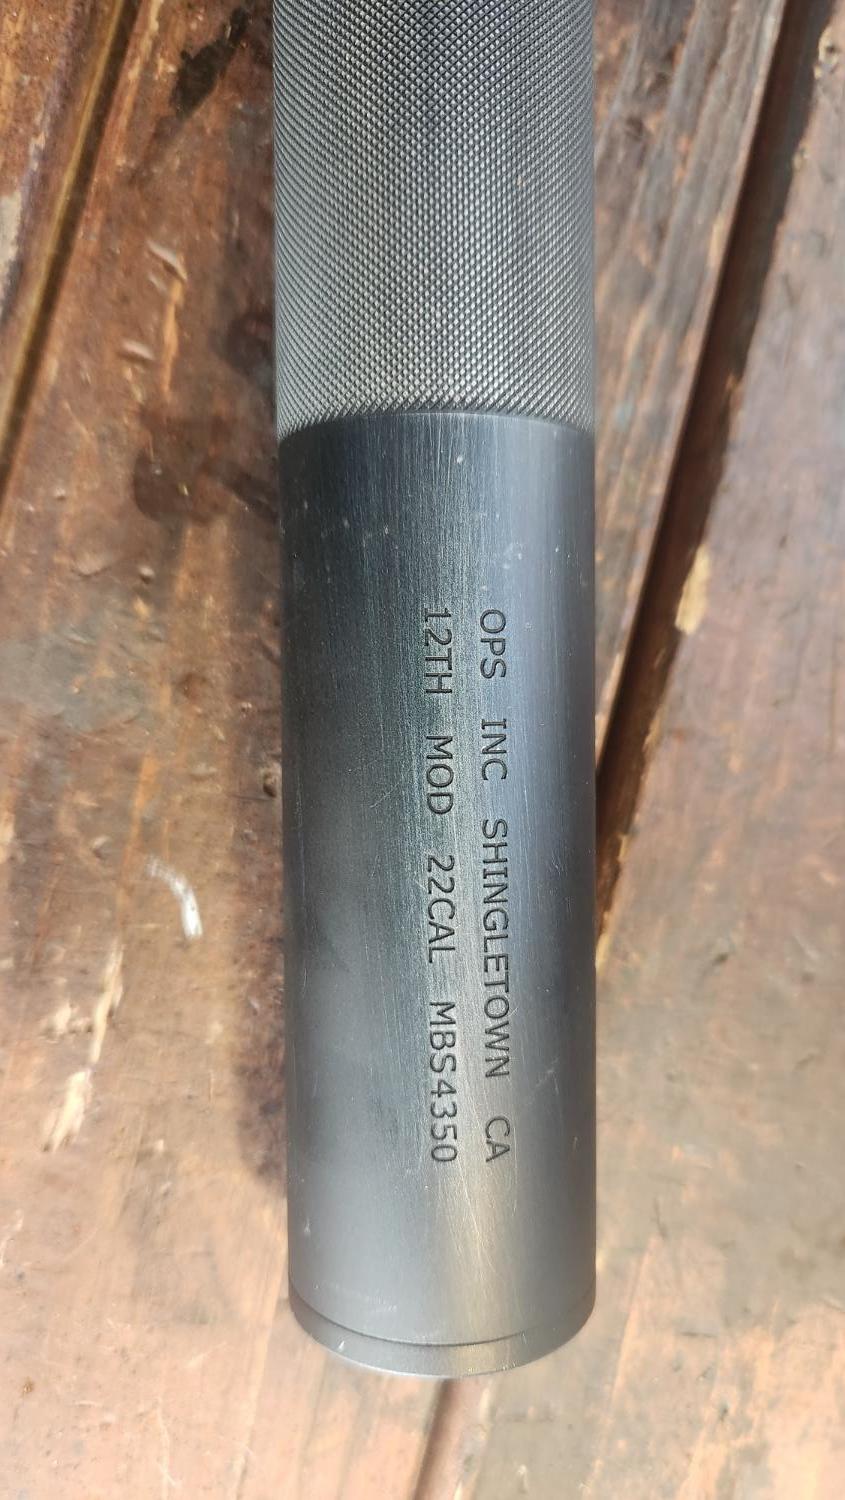 OPS INC SHINGLETOWN CA
12TH MOD 22CAL MBS4350